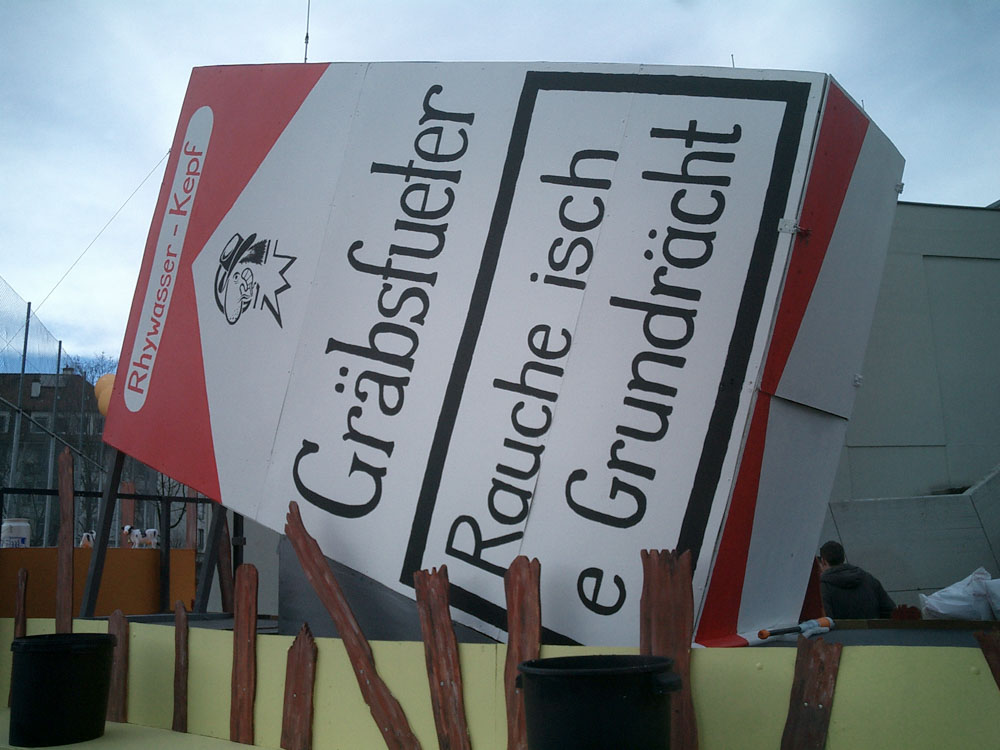 Rhywasser - Kepf
Gräbsfueter
Rauche isch
e Grundrächt